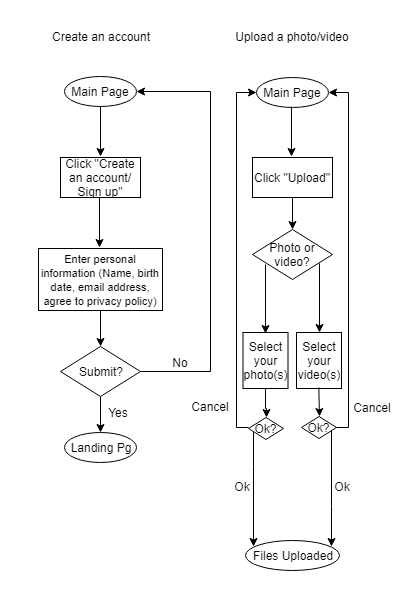 Create an account
Main Page
Click "Create
an account/
Sign up"
Enter personal
information (Name, birth
date, email address,
agree to privacy policy)
Submit?
No
Yes
Landing Pg
Upload a photo/video
Main Page
Click "Upload"
Photo or
video?
Select
your
photo(s)
Select
your
video(s)
Cancel
Ok?
Ok?
Cancel
Ok
Ok
Files Uploaded